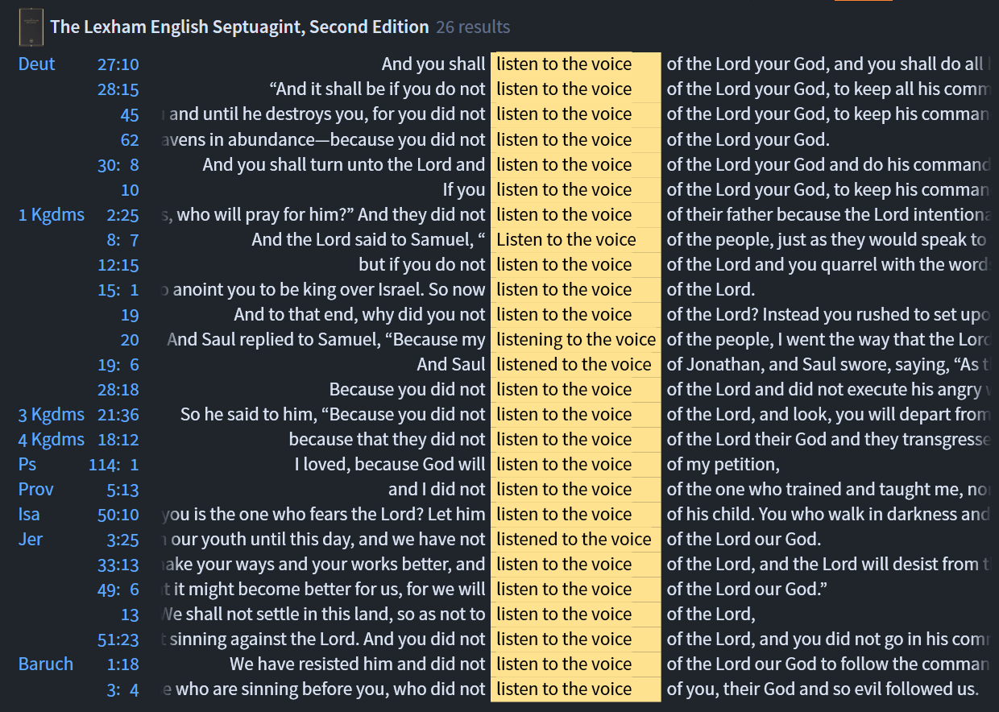 The Lexham English Septuagint, Second Edition 26 results
Deut 27:10 And you shall listen to the voice of the Lord your God, and you shall do all
28:15 “And it shall be if you do not listen to the voice of the Lord your God, to keep all his comm
45 and until he destroys you, for you did not listen to the voice of the Lord your God, to keep his comman
62 avens in abundance—because you did not listen to the voice of the Lord your God.
30: 8 And you shall turn unto the Lord and listen to the voice of the Lord your God and do his command
10 If you listen to the voice of the Lord your God, to keep his comman
1 Kgdms 2:25 s, who will pray for him?” And they did not listen to the voice of their father because the Lord intentiona
8: 7 And the Lord said to Samuel, “ Listen to the voice of the people, just as they would speak to
12:15 but if you do not listen to the voice of the Lord and you quarrel with the word
15: 1 o anoint you to be king over Israel. So now listen to the voice of the Lord.
19 And to that end, why did you not listen to the voice of the Lord? Instead you rushed to set upo
20 And Saul replied to Samuel, “Because my listening to the voice of the people, I went the way that the Lord
19: 6 And Saul listened to the voice of Jonathan, and Saul swore, saying, “As t
28:18 Because you did not listen to the voice of the Lord and did not execute his angry
3 Kgdms 21:36 So he said to him, “Because you did not listen to the voice of the Lord, and look, you will depart from
4 Kgdms 18:12 because that they did not listen to the voice of the Lord their God and they transgresse
Ps 114: 1 I loved, because God will listen to the voice of my petition,
Prov 5:13 and I did not listen to the voice of the one who trained and taught me, nor
Isa 50:10 you is the one who fears the Lord? Let him listen to the voice of his child. You who walk in darkness and
Jer 3:25 our youth until this day, and we have not listened to the voice of the Lord our God.
33:13 ake your ways and your works better, and listen to the voice of the Lord, and the Lord will desist from t
49: 6 t it might become better for us, for we will listen to the voice of the Lord our God.”
13 We shall not settle in this land, so as not to listen to the voice of the Lord,
51:23 t sinning against the Lord. And you did not listen to the voice of the Lord, and you did not go in his com
Baruch 1:18 We have resisted him and did not listen to the voice of the Lord our God to follow the comman
3: 4 e who are sinning before you, who did not listen to the voice of you, their God and so evil followed us.